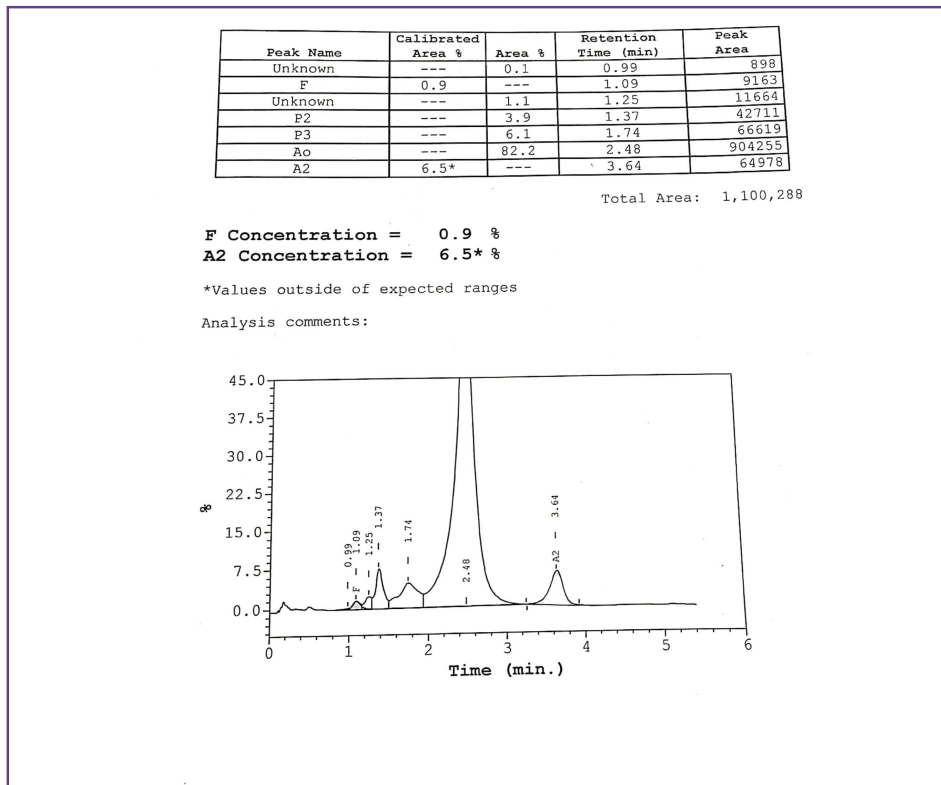 Peak Name Calibrated Area % Area % Retention Time (min) Peak Area
Unknown --- 0.1 0.99 898
F 0.9 --- 1.09 9163
Unknown --- 1.1 1.25 11664
P2 --- 3.9 1.37 42711
P3 --- 6.1 1.74 66619
Ao --- 82.2 2.48 904255
A2 6.5* --- 3.64 64978
Total Area: 1,100,288
F Concentration = 0.9 %
A2 Concentration = 6.5* %
*Values outside of expected ranges
Analysis comments:
45.0
37.5
30.0
22.5
15.0
7.5
0.0
%
0.99
F 1.09
1.25
1.37
1.74
2.48
A2 3.64
0 1 2 3 4 5 6
Time (min.)